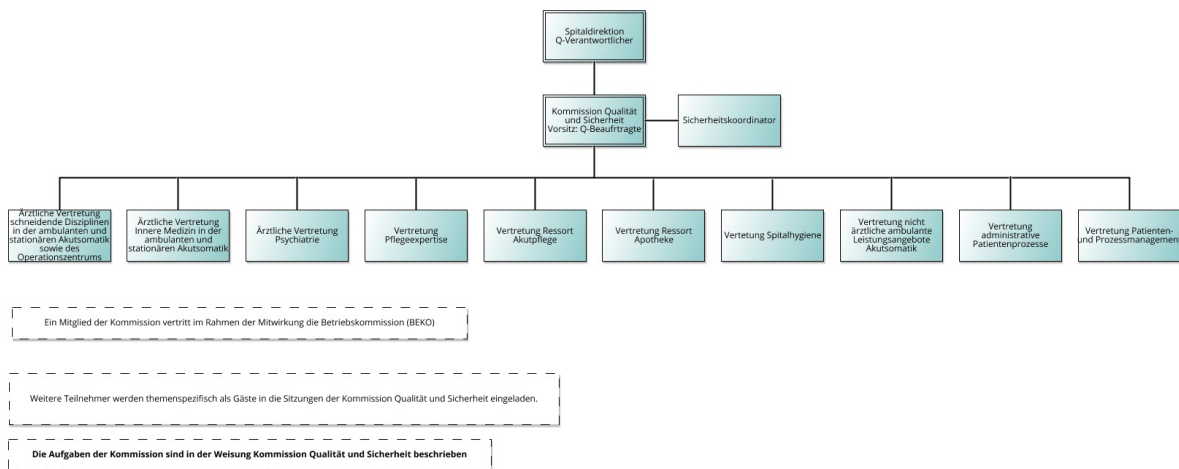 Spitaldirektion
Q-Verantwortlicher
Kommission Qualität
und Sicherheit
Vorsitz: Q-Beauftragte
Sicherheitskoordinator
Ärztliche Vertretung
schneidende Disziplinen
in der ambulanten und
stationären Akutsomatik
sowie des
Operationszentrums
Ärztliche Vertretung
Innere Medizin in der
ambulanten und
stationären Akutsomatik
Ärztliche Vertretung
Psychiatrie
Vertretung
Pflegeexpertise
Vertretung Ressort
Akutpflege
Vertretung Ressort
Apotheke
Vertetung Spitalhygiene
Vertretung nicht
ärztliche ambulante
Leistungsangebote
Akutsomatik
Vertretung
administrative
Patientenprozesse
Vertretung Patienten-
und Prozessmanagement
Ein Mitglied der Kommission vertritt im Rahmen der Mitwirkung die Betriebskommission (BEKO)
Weitere Teilnehmer werden themenspezifisch als Gäste in die Sitzungen der Kommission Qualität und Sicherheit eingeladen.
Die Aufgaben der Kommission sind in der Weisung Kommission Qualität und Sicherheit beschrieben